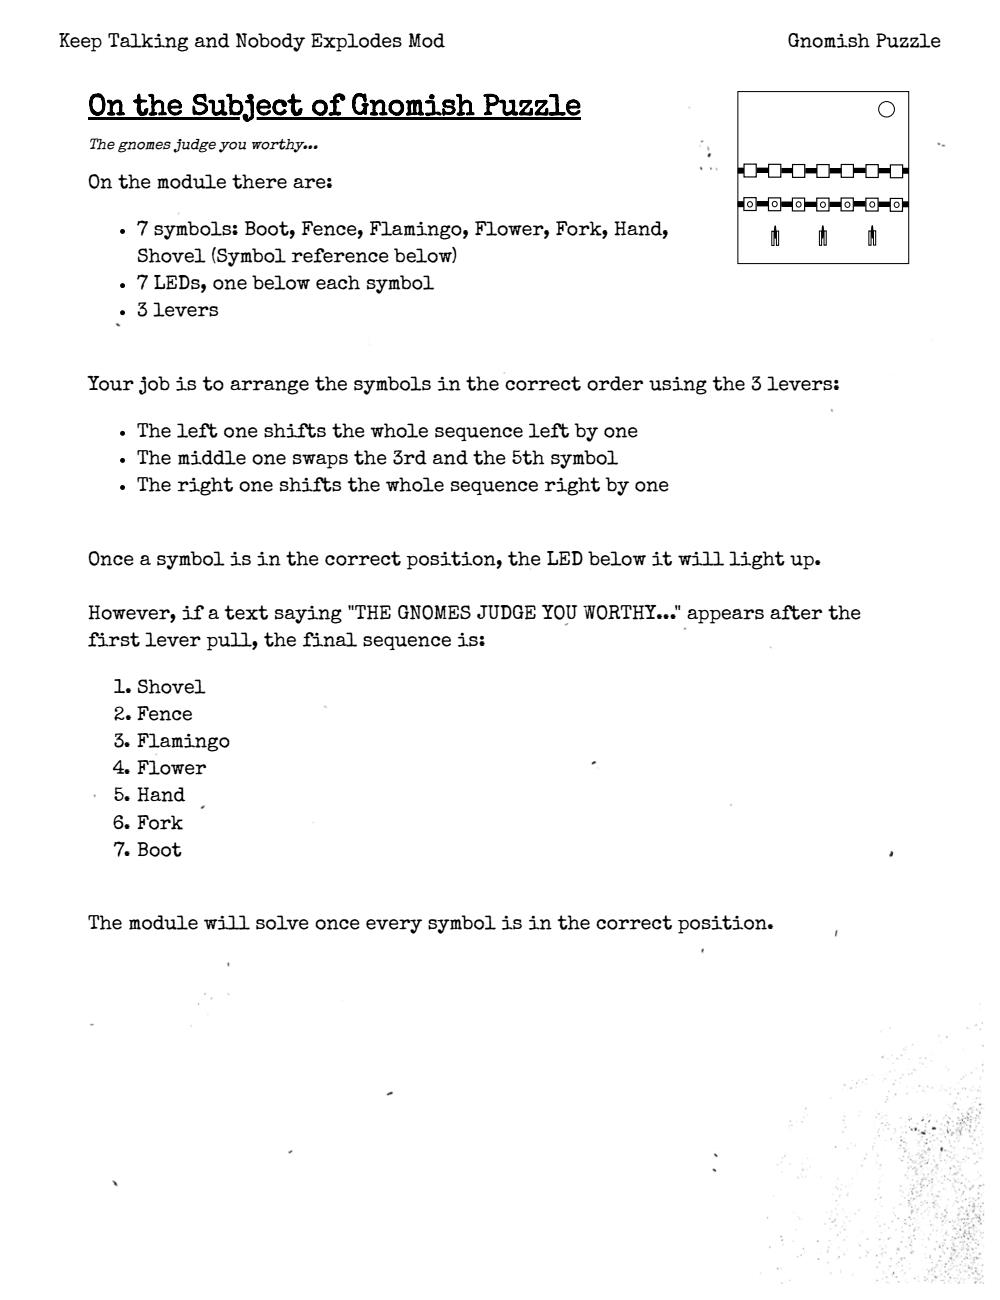 Keep Talking and Nobody Explodes Mod
Gnomish Puzzle
On the Subject of Gnomish Puzzle
The gnomes judge you worthy...
On the module there are:
• 7 symbols: Boot, Fence, Flamingo, Flower, Fork, Hand,
Shovel (Symbol reference below)
• 7 LEDs, one below each symbol
• 3 levers
Your job is to arrange the symbols in the correct order using the 3 levers:
• The left one shifts the whole sequence left by one
• The middle one swaps the 3rd and the 5th symbol
• The right one shifts the whole sequence right by one
Once a symbol is in the correct position, the LED below it will light up.
However, if a text saying "THE GNOMES JUDGE YOU WORTHY..." appears after the
first lever pull, the final sequence is:
1. Shovel
2. Fence
3. Flamingo
4. Flower
5. Hand
6. Fork
7. Boot
The module will solve once every symbol is in the correct position.